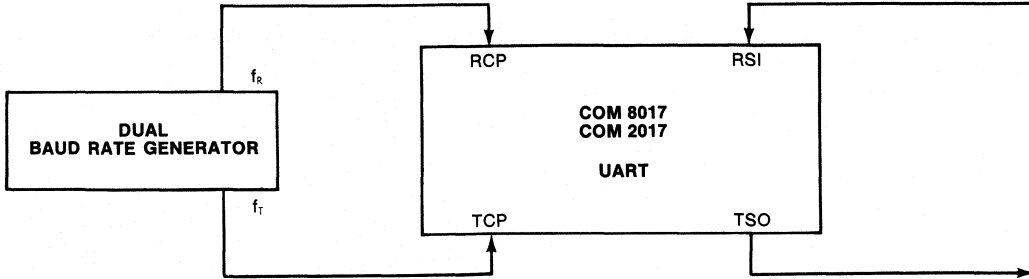 RCP
RSI
f_R
DUAL
BAUD RATE GENERATOR
COM 8017
COM 2017
UART
f_T
TCP
TSO